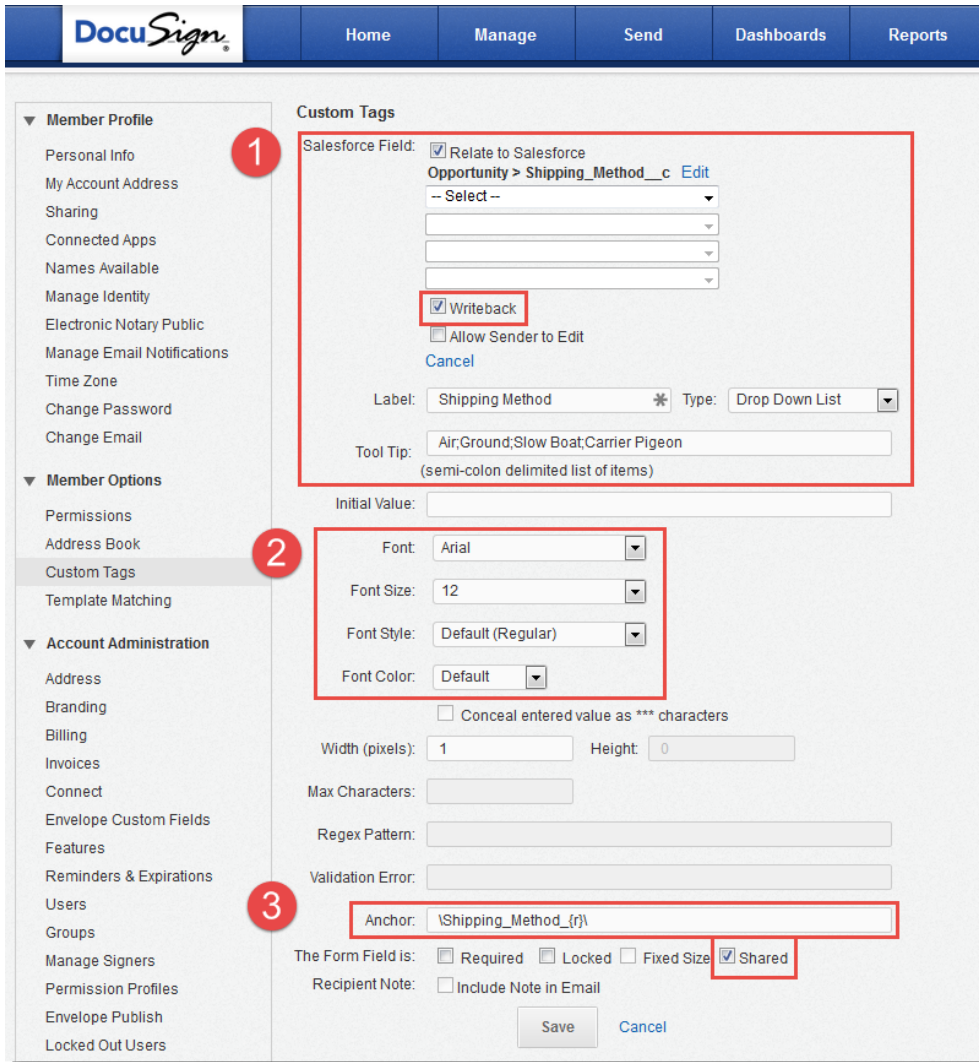 DocuSign®
Home Manage Send Dashboards Reports
Member Profile
Personal Info
My Account Address
Sharing
Connected Apps
Names Available
Manage Identity
Electronic Notary Public
Manage Email Notifications
Time Zone
Change Password
Change Email
Member Options
Permissions
Address Book
Custom Tags
Template Matching
Account Administration
Address
Branding
Billing
Invoices
Connect
Envelope Custom Fields
Features
Reminders & Expirations
Users
Groups
Manage Signers
Permission Profiles
Envelope Publish
Locked Out Users
Custom Tags
1
Salesforce Field: Relate to Salesforce
Opportunity > Shipping_Method__c Edit
-- Select --
Writeback
Allow Sender to Edit
Cancel
Label: Shipping Method Type: Drop Down List
Tool Tip: Air;Ground;Slow Boat;Carrier Pigeon
(semi-colon delimited list of items)
Initial Value:
2
Font: Arial
Font Size: 12
Font Style: Default (Regular)
Font Color: Default
Conceal entered value as *** characters
Width (pixels): 1 Height: 0
Max Characters:
Regex Pattern:
Validation Error:
3
Anchor: \Shipping_Method_{r}\
The Form Field is: Required Locked Fixed Size Shared
Recipient Note: Include Note in Email
Save Cancel